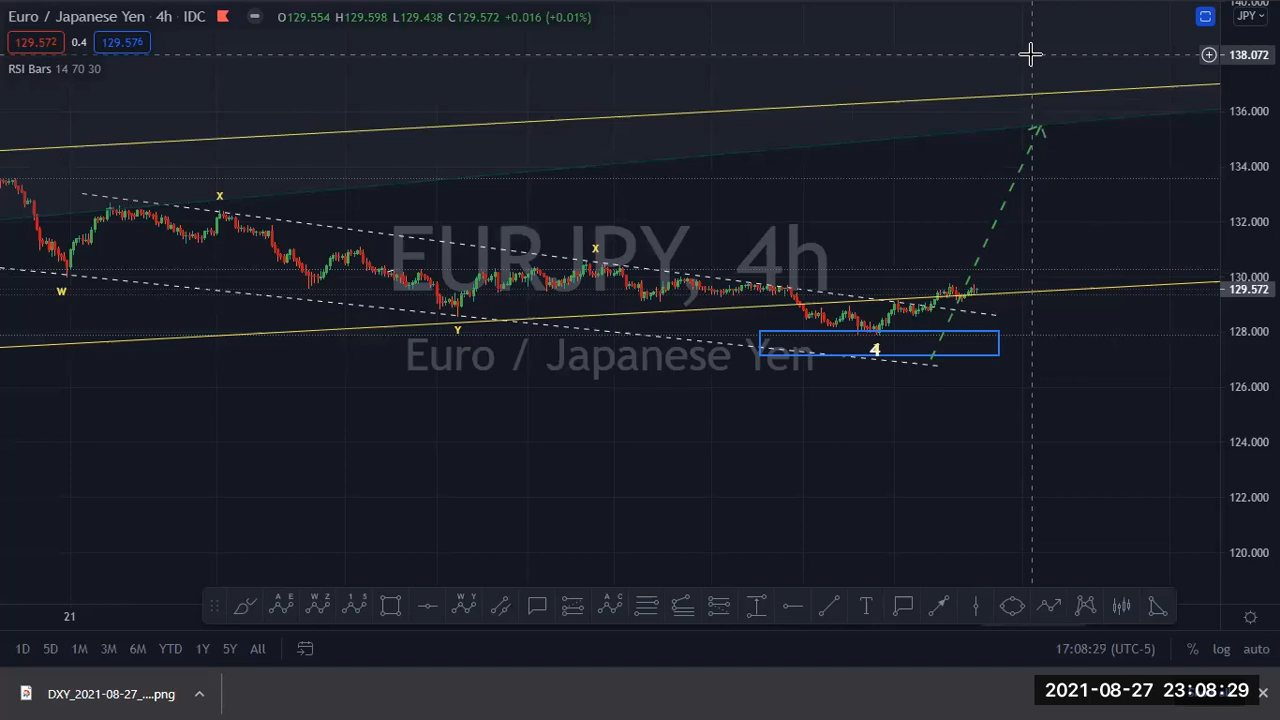 Euro / Japanese Yen · 4h · IDC O129.554 H129.598 L129.438 C129.572 +0.016 (+0.01%)
140.000
JPY
129.572 0.4 129.576
RSI Bars 14 70 30
138.072
136.000
134.000
132.000
130.000
129.572
128.000
126.000
124.000
122.000
120.000
X
W
X
Y
4
EURJPY, 4h
Euro / Japanese Yen
A E
W Z
1 5
W Y
A C
T
21
1D 5D 1M 3M 6M YTD 1Y 5Y All
17:08:29 (UTC-5) % log auto
DXY_2021-08-27_....png
2021-08-27 23:08:29